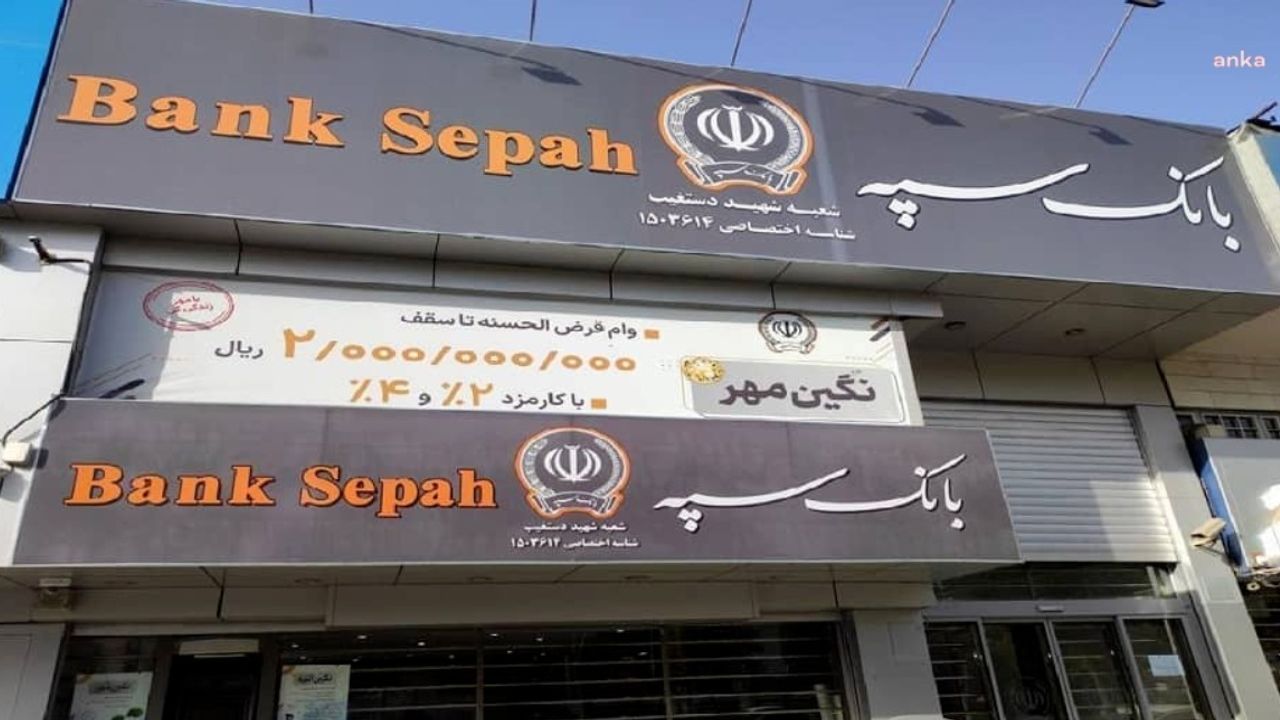 anka
Bank Sepah
بانک سپه
شعبه شهید دستغیب
شناسه اختصاصی ۱۵۰۳۶۱۴
وام قرض الحسنه تا سقف
۲/۰۰۰/۰۰۰/۰۰۰ ریال
با کارمزد ۲٪ و ۴٪
نگین مهر
Bank Sepah
بانک سپه
شعبه شهید دستغیب
شناسه اختصاصی ۱۵۰۳۶۱۴